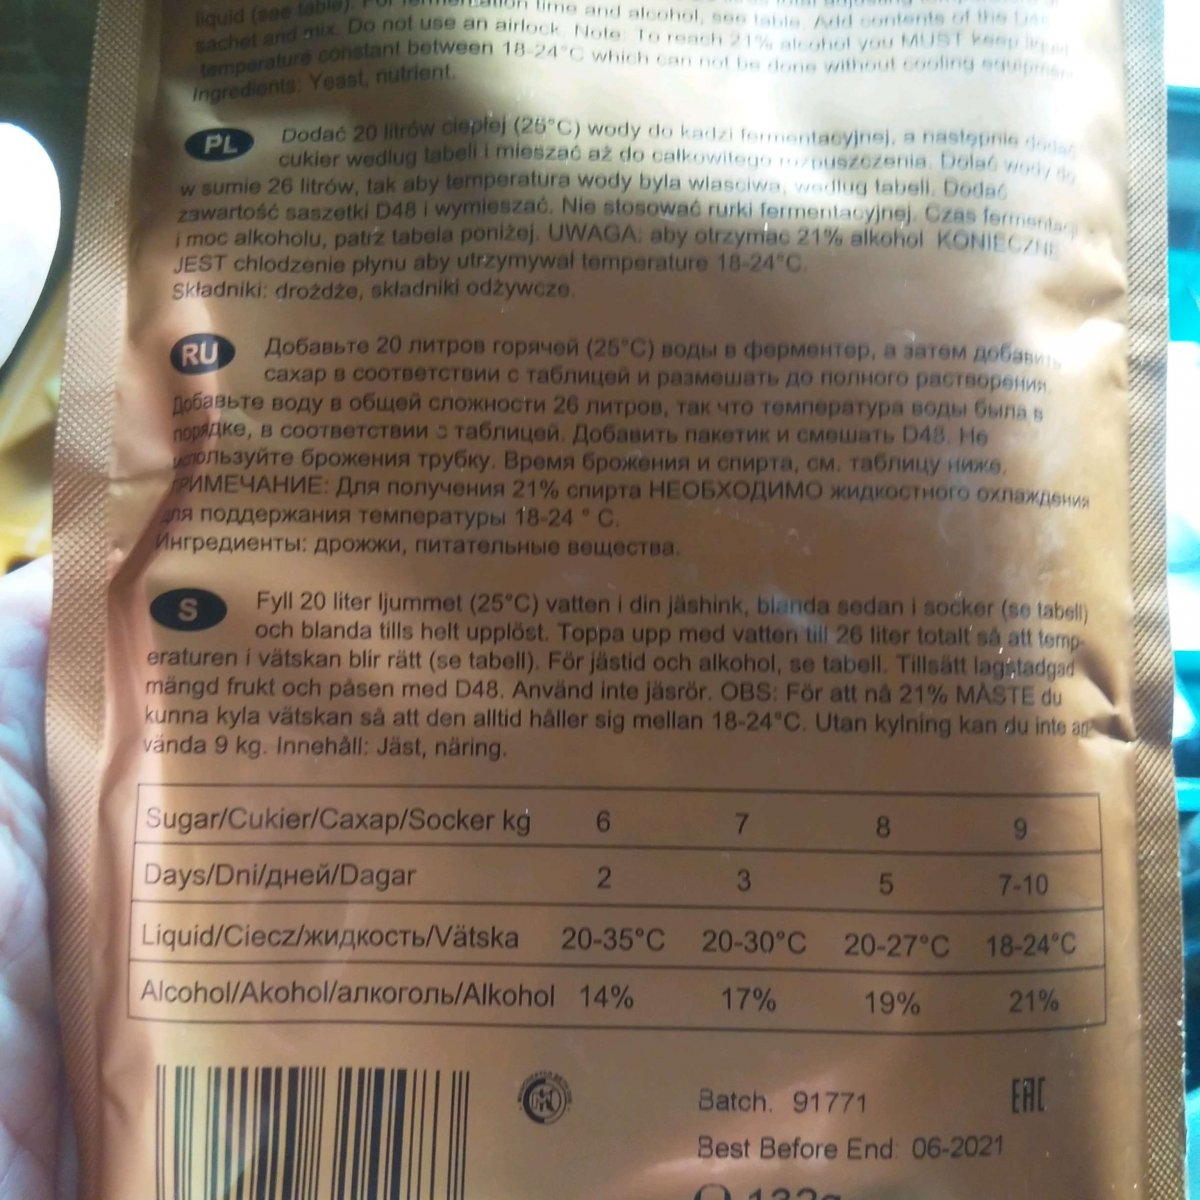 liquid (see table). For fermentation time and alcohol, see table. Add contents of the
sachet and mix. Do not use an airlock. Note: To reach 21% alcohol you MUST keep liquid
temperature constant between 18-24°C which can not be done without cooling equipment
Ingredients: Yeast, nutrient.
PL Dodać 20 litrów ciepłej (25°C) wody do kadzi fermentacyjnej, a następnie dodać
cukier wedlug tabeli i mieszać aż do calkowitego rozpuszczenia. Dolać wody do
w sumie 26 litrów, tak aby temperatura wody byla wlasciwa, wedlug tabeli. Dodać
zawartość saszetki D48 i wymieszać. Nie stosować rurki fermentacyjnej. Czas fermentacji
i moc alkoholu, patrz tabela poniżej. UWAGA: aby otrzymac 21% alkohol KONIECZNE
JEST chlodzenie płynu aby utrzymywał temperature 18-24°C.
Składniki: drożdże, składniki odżywcze.
RU Добавьте 20 литров горячей (25°C) воды в ферментер, а затем добавить
сахар в соответствии с таблицей и размешать до полного растворения.
Добавьте воду в общей сложности 26 литров, так что температура воды была в
порядке, в соответствии с таблицей. Добавить пакетик и смешать D48. Не
используйте брожения трубку. Время брожения и спирта, см. таблицу ниже.
ПРИМЕЧАНИЕ: Для получения 21% спирта НЕОБХОДИМО жидкостного охлаждения
для поддержания температуры 18-24 ° C.
Ингредиенты: дрожжи, питательные вещества.
S Fyll 20 liter ljummet (25°C) vatten i din jäshink, blanda sedan i socker (se tabell)
och blanda tills helt upplöst. Toppa upp med vatten till 26 liter totalt så att temp-
eraturen i vätskan blir rätt (se tabell). För jästid och alkohol, se tabell. Tillsätt lagstadgad
mängd frukt och påsen med D48. Använd inte jäsrör. OBS: För att nå 21% MÅSTE du
kunna kyla vätskan så att den alltid håller sig mellan 18-24°C. Utan kylning kan du inte an-
vända 9 kg. Innehåll: Jäst, näring.
Sugar/Cukier/Сахар/Socker kg 6 7 8 9
Days/Dni/дней/Dagar 2 3 5 7-10
Liquid/Ciecz/жидкость/Vätska 20-35°C 20-30°C 20-27°C 18-24°C
Alcohol/Akohol/алкоголь/Alkohol 14% 17% 19% 21%
Batch. 91771
EAC
Best Before End: 06-2021